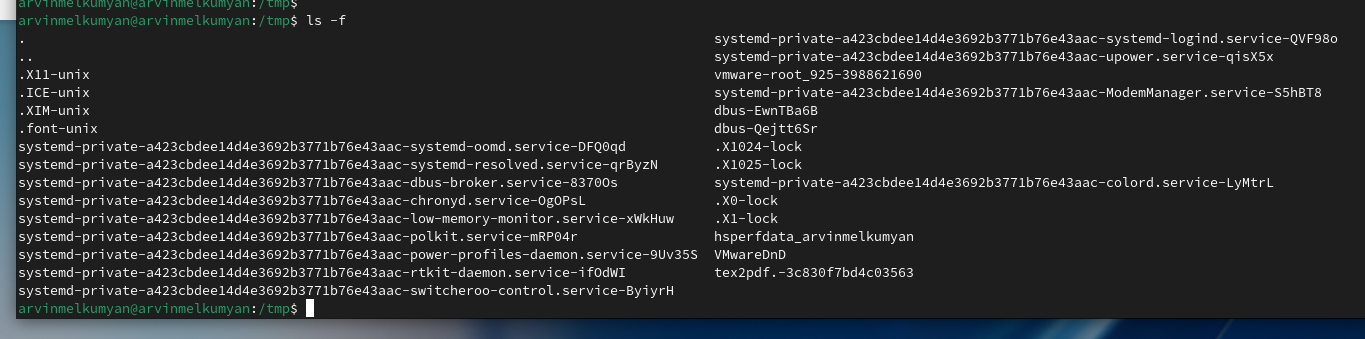 arvinmelkumyan@arvinmelkumyan:/tmp$
arvinmelkumyan@arvinmelkumyan:/tmp$ ls -f
.
..
.X11-unix
.ICE-unix
.XIM-unix
.font-unix
systemd-private-a423cbdee14d4e3692b3771b76e43aac-systemd-oomd.service-DFQ0qd
systemd-private-a423cbdee14d4e3692b3771b76e43aac-systemd-resolved.service-qrByzN
systemd-private-a423cbdee14d4e3692b3771b76e43aac-dbus-broker.service-8370Os
systemd-private-a423cbdee14d4e3692b3771b76e43aac-chronyd.service-OgOPsL
systemd-private-a423cbdee14d4e3692b3771b76e43aac-low-memory-monitor.service-xWkHuw
systemd-private-a423cbdee14d4e3692b3771b76e43aac-polkit.service-mRP04r
systemd-private-a423cbdee14d4e3692b3771b76e43aac-power-profiles-daemon.service-9Uv35S
systemd-private-a423cbdee14d4e3692b3771b76e43aac-rtkit-daemon.service-ifOdWI
systemd-private-a423cbdee14d4e3692b3771b76e43aac-switcheroo-control.service-ByiyrH
systemd-private-a423cbdee14d4e3692b3771b76e43aac-systemd-logind.service-QVF98o
systemd-private-a423cbdee14d4e3692b3771b76e43aac-upower.service-qisX5x
vmware-root_925-3988621690
systemd-private-a423cbdee14d4e3692b3771b76e43aac-ModemManager.service-S5hBT8
dbus-EwnTBa6B
dbus-Qejtt6Sr
.X1024-lock
.X1025-lock
systemd-private-a423cbdee14d4e3692b3771b76e43aac-colord.service-LyMtrL
.X0-lock
.X1-lock
hsperfdata_arvinmelkumyan
VMwareDnD
tex2pdf.-3c830f7bd4c03563
arvinmelkumyan@arvinmelkumyan:/tmp$